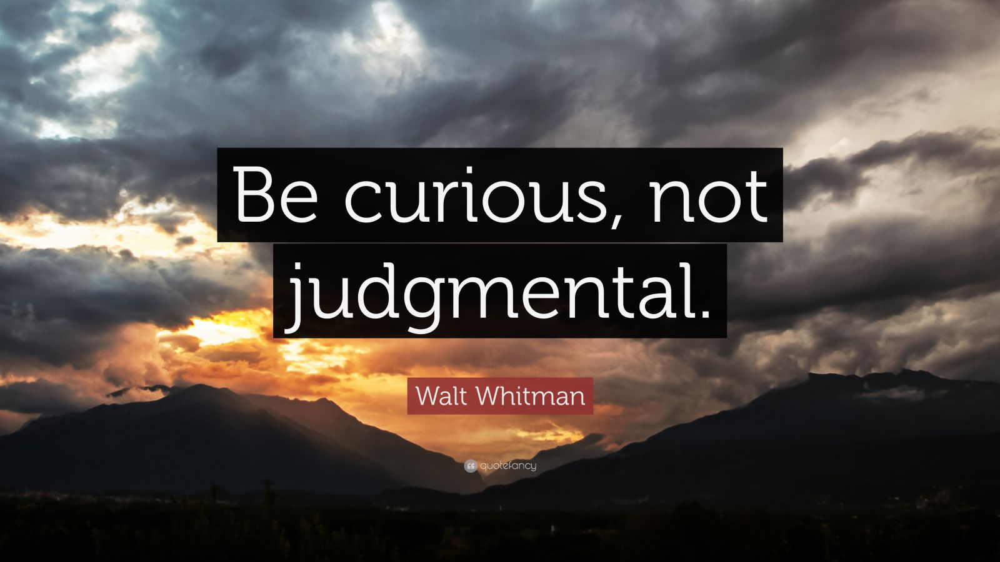 Be curious, not
judgmental.
Walt Whitman
quotefancy